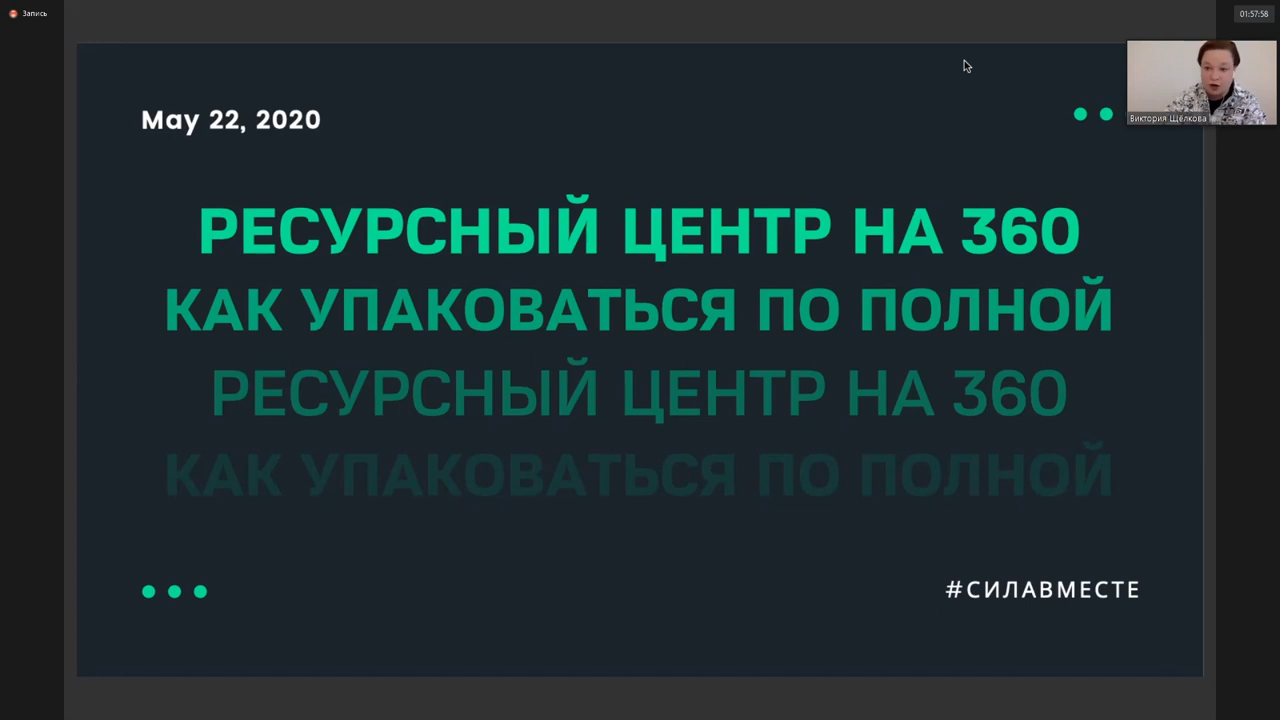 Запись
01:57:58
Виктория Щёлкова
May 22, 2020
РЕСУРСНЫЙ ЦЕНТР НА 360
КАК УПАКОВАТЬСЯ ПО ПОЛНОЙ
РЕСУРСНЫЙ ЦЕНТР НА 360
КАК УПАКОВАТЬСЯ ПО ПОЛНОЙ
#СИЛАВМЕСТЕ